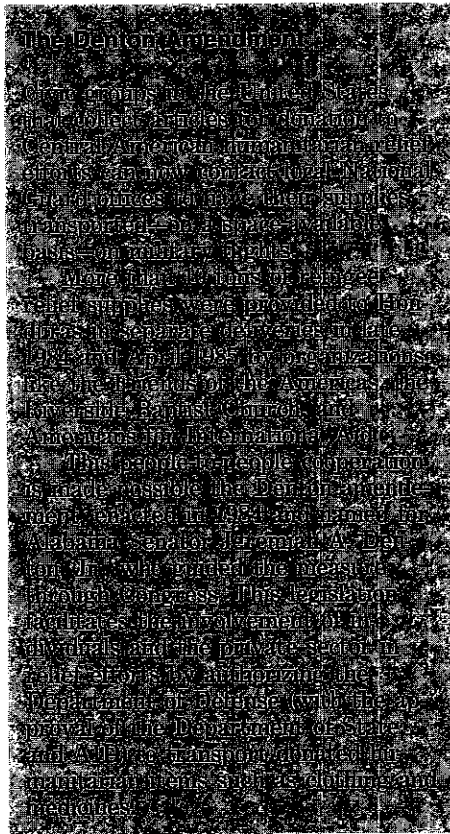 The Denton Amendment
Civic groups in the United States
that collect articles for donation to
Central American humanitarian relief
efforts can now contact local National
Guard offices to have their supplies
transported—on a space-available
basis—on military flights.
More than tons of refugee
relief supplies were provided to Hon-
duras in separate deliveries in late
1984 and April 1985 by organizations
like the Friends of the Americas, the
Riverside Baptist Church, and
Americans for International Aid.
This people-to-people cooperation
is made possible the Denton amend-
ment, enacted in 1984 and named for
Alabama Senator Jeremiah A. Den-
ton, Jr., who guided the measure
through Congress. This legislation
facilitates the involvement of in-
dividuals and the private sector in
relief efforts by authorizing the
Department of Defense (with the ap-
proval of the Department of State
and AID) to transport donated hu-
manitarian items such as clothing and
medicines.